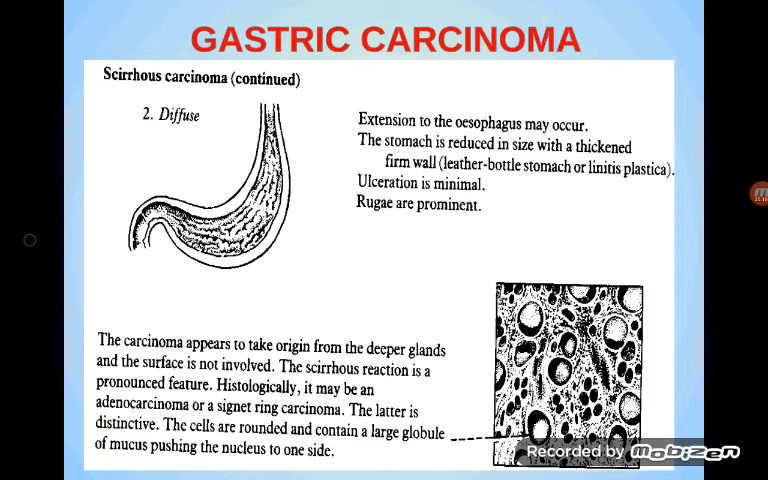 GASTRIC CARCINOMA
Scirrhous carcinoma (continued)
2. Diffuse
Extension to the oesophagus may occur.
The stomach is reduced in size with a thickened
firm wall (leather-bottle stomach or linitis plastica).
Ulceration is minimal.
Rugae are prominent.
The carcinoma appears to take origin from the deeper glands
and the surface is not involved. The scirrhous reaction is a
pronounced feature. Histologically, it may be an
adenocarcinoma or a signet ring carcinoma. The latter is
distinctive. The cells are rounded and contain a large globule
of mucus pushing the nucleus to one side.
Recorded by mobizen